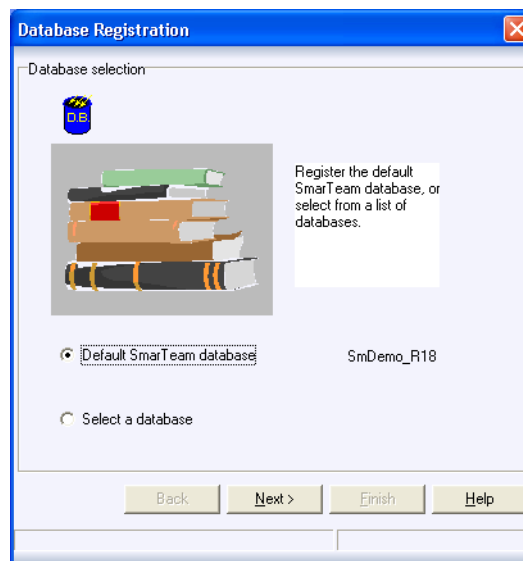 Database Registration
Database selection
D.B.
Register the default
SmarTeam database, or
select from a list of
databases.
Default SmarTeam database SmDemo_R18
Select a database
Back Next > Finish Help